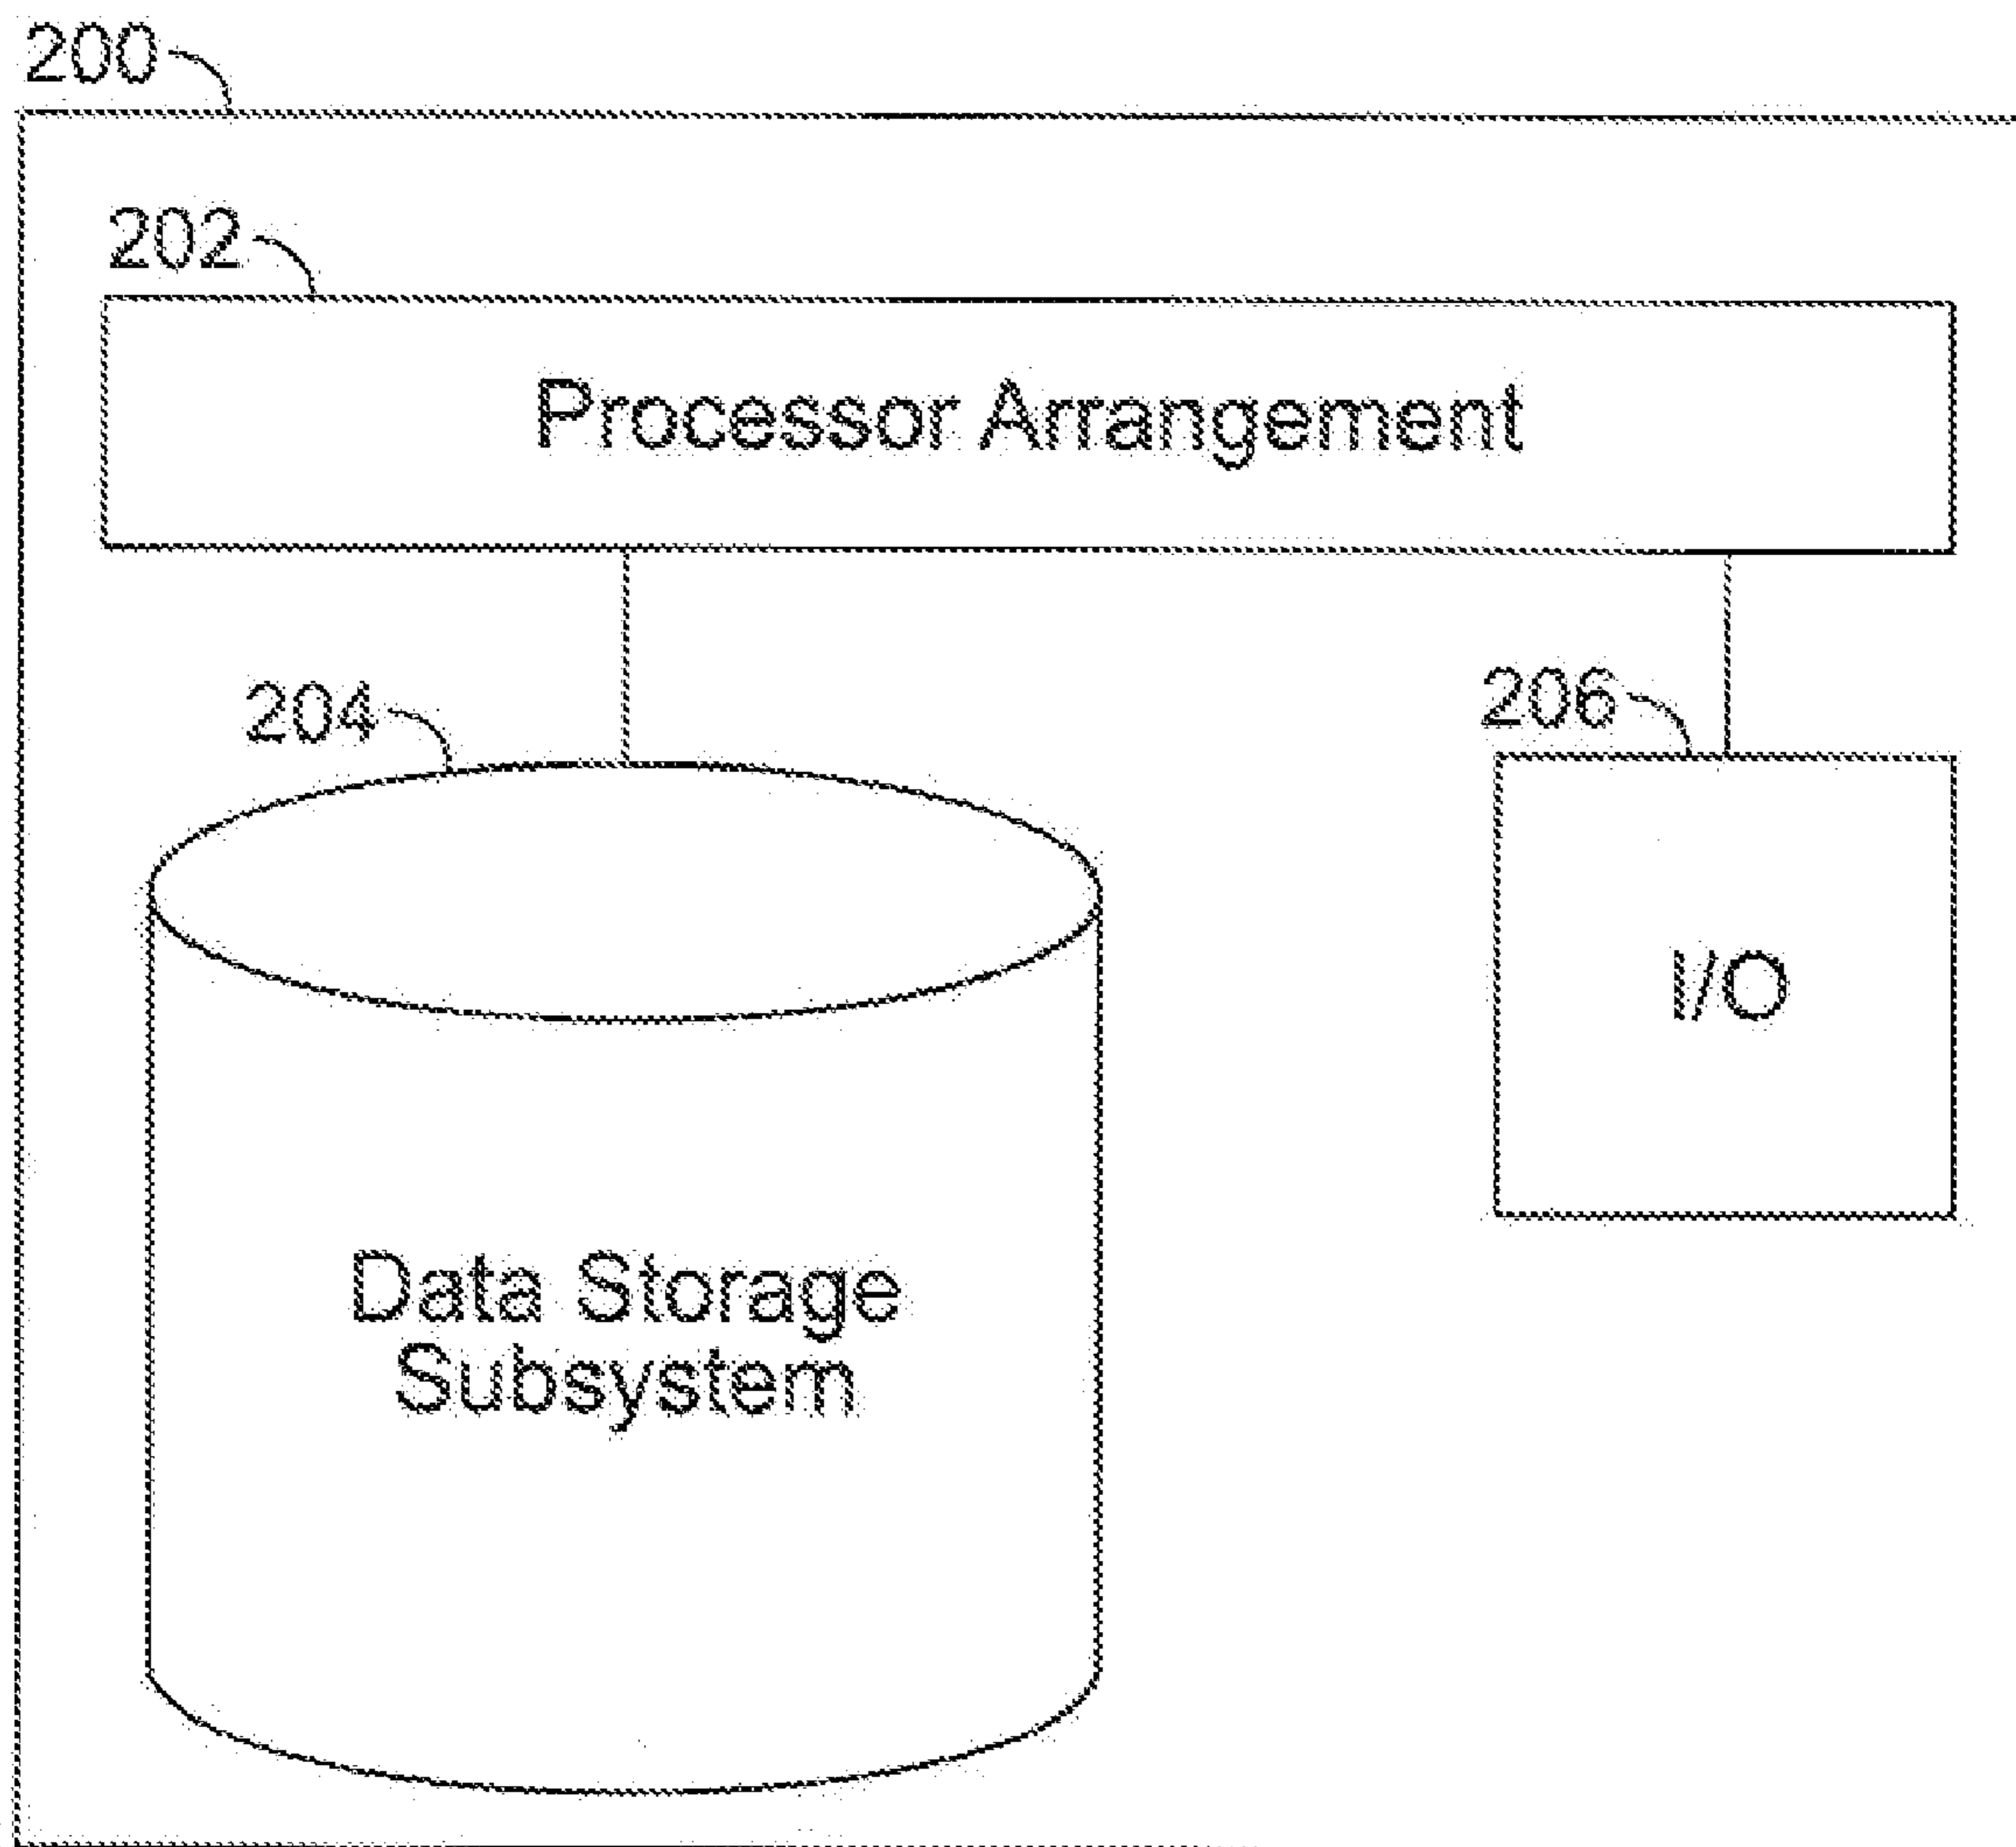 200
202
Processor Arrangement
204
206
I/O
Data Storage
Subsystem